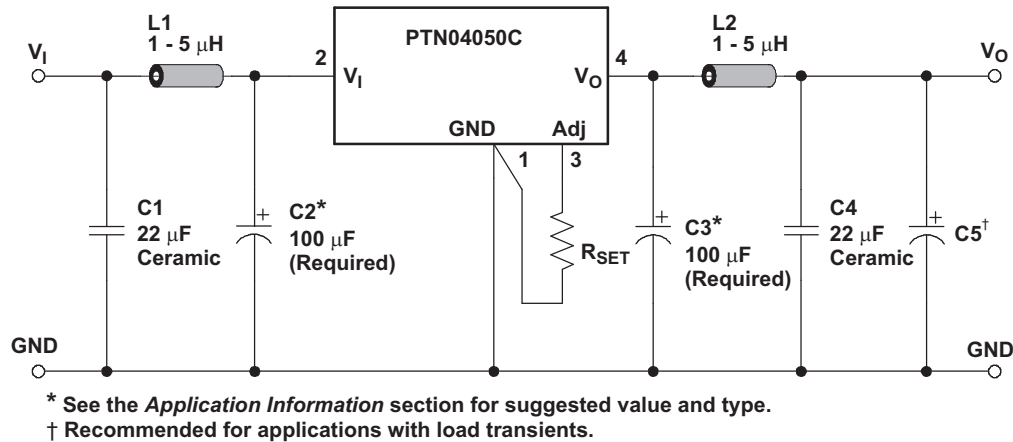 L1
1 - 5 μH
V_I
2
PTN04050C
V_I
V_O
GND
Adj
1
3
4
L2
1 - 5 μH
V_O
C1
22 μF
Ceramic
+
C2*
100 μF
(Required)
R_SET
+
C3*
100 μF
(Required)
C4
22 μF
Ceramic
+
C5†
GND
GND
* See the Application Information section for suggested value and type.
† Recommended for applications with load transients.